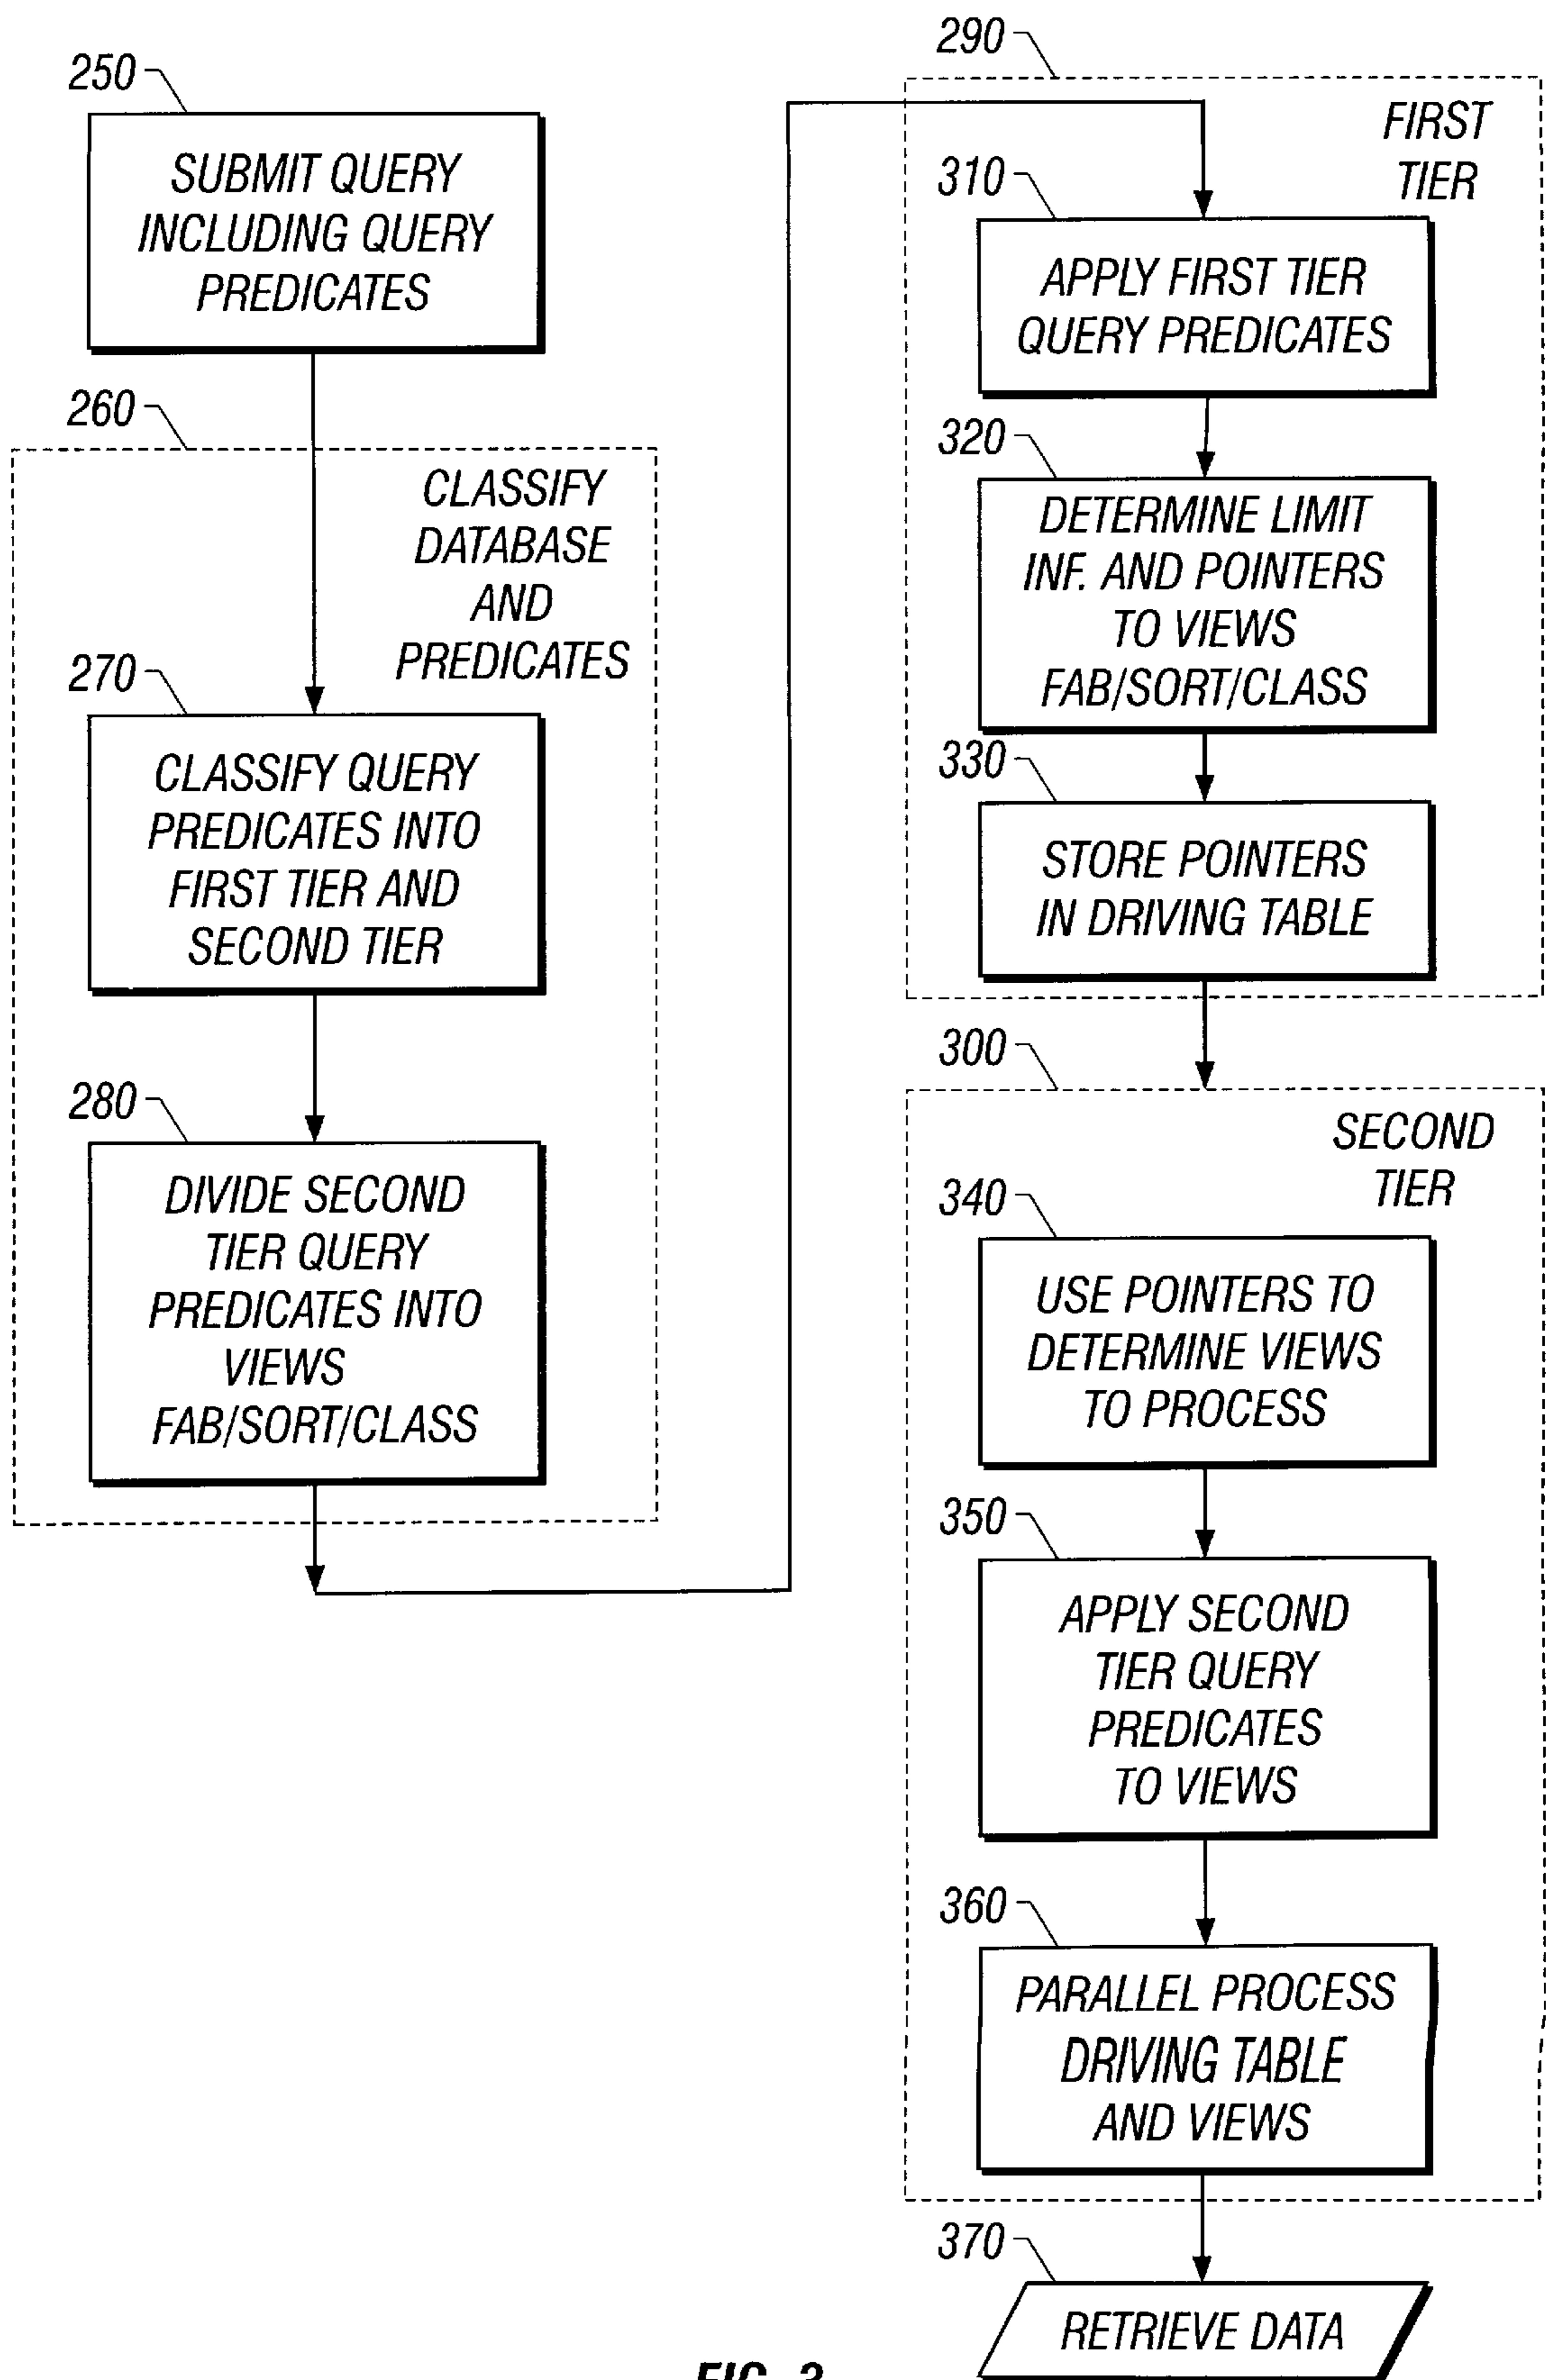 250
SUBMIT QUERY
INCLUDING QUERY
PREDICATES
260
CLASSIFY
DATABASE
AND
PREDICATES
270
CLASSIFY QUERY
PREDICATES INTO
FIRST TIER AND
SECOND TIER
280
DIVIDE SECOND
TIER QUERY
PREDICATES INTO
VIEWS
FAB/SORT/CLASS
290
FIRST
TIER
310
APPLY FIRST TIER
QUERY PREDICATES
320
DETERMINE LIMIT
INF. AND POINTERS
TO VIEWS
FAB/SORT/CLASS
330
STORE POINTERS
IN DRIVING TABLE
300
SECOND
TIER
340
USE POINTERS TO
DETERMINE VIEWS
TO PROCESS
350
APPLY SECOND
TIER QUERY
PREDICATES
TO VIEWS
360
PARALLEL PROCESS
DRIVING TABLE
AND VIEWS
370
RETRIEVE DATA